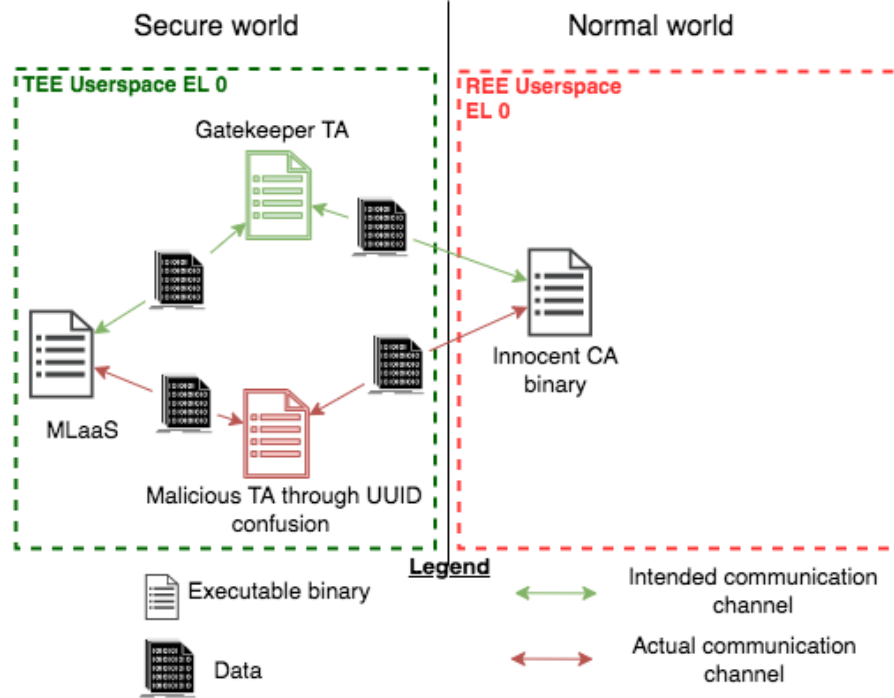 Secure world
Normal world
TEE Userspace EL 0
REE Userspace
EL 0
Gatekeeper TA
Innocent CA
binary
MLaaS
Malicious TA through UUID
confusion
Legend
Executable binary
Intended communication
channel
Data
Actual communication
channel